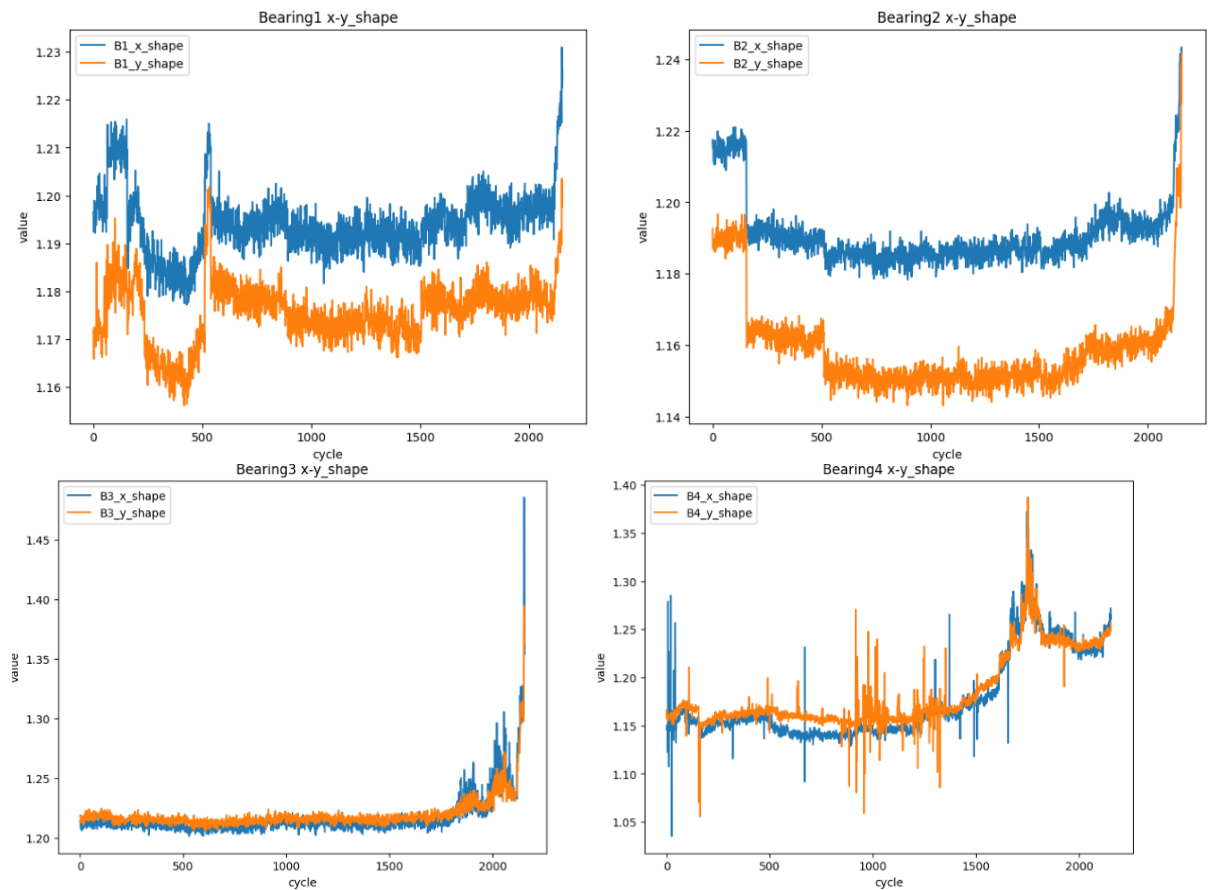 Bearing1 x-y_shape
B1_x_shape
B1_y_shape
1.23
1.22
1.21
1.20
1.19
1.18
1.17
1.16
value
0
500
1000
1500
2000
cycle
Bearing2 x-y_shape
B2_x_shape
B2_y_shape
1.24
1.22
1.20
1.18
1.16
1.14
value
0
500
1000
1500
2000
cycle
Bearing3 x-y_shape
B3_x_shape
B3_y_shape
1.45
1.40
1.35
1.30
1.25
1.20
value
0
500
1000
1500
2000
cycle
Bearing4 x-y_shape
B4_x_shape
B4_y_shape
1.40
1.35
1.30
1.25
1.20
1.15
1.10
1.05
value
0
500
1000
1500
2000
cycle